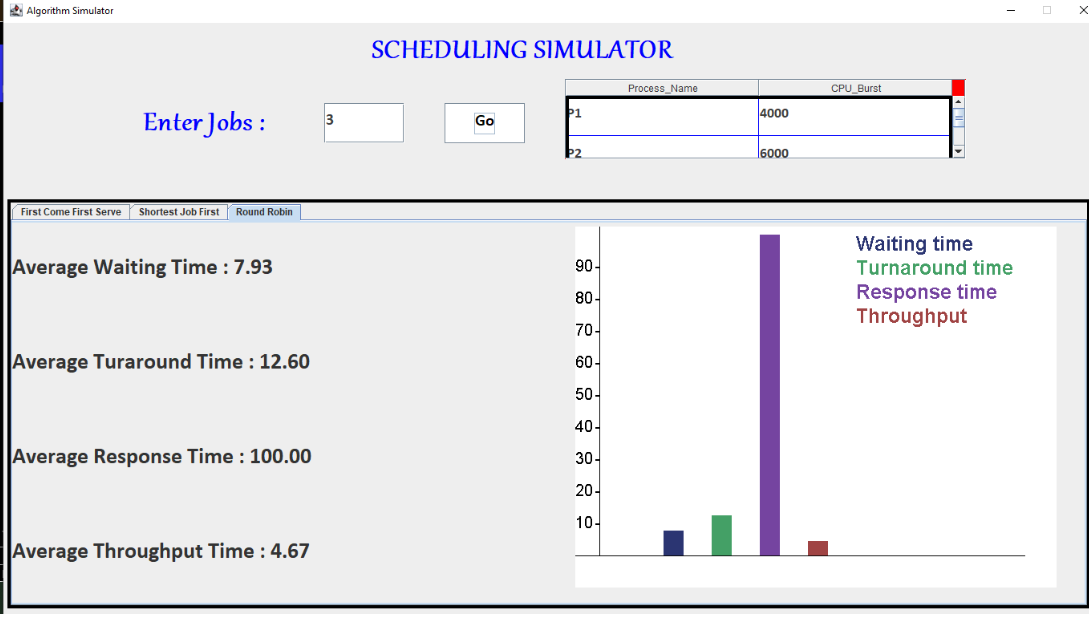 Algorithm Simulator
SCHEDULING SIMULATOR
Enter Jobs :
3
Go
Process_Name CPU_Burst
P1 4000
P2 6000
First Come First Serve Shortest Job First Round Robin
Average Waiting Time : 7.93
Average Turaround Time : 12.60
Average Response Time : 100.00
Average Throughput Time : 4.67
90
80
70
60
50
40
30
20
10
Waiting time
Turnaround time
Response time
Throughput